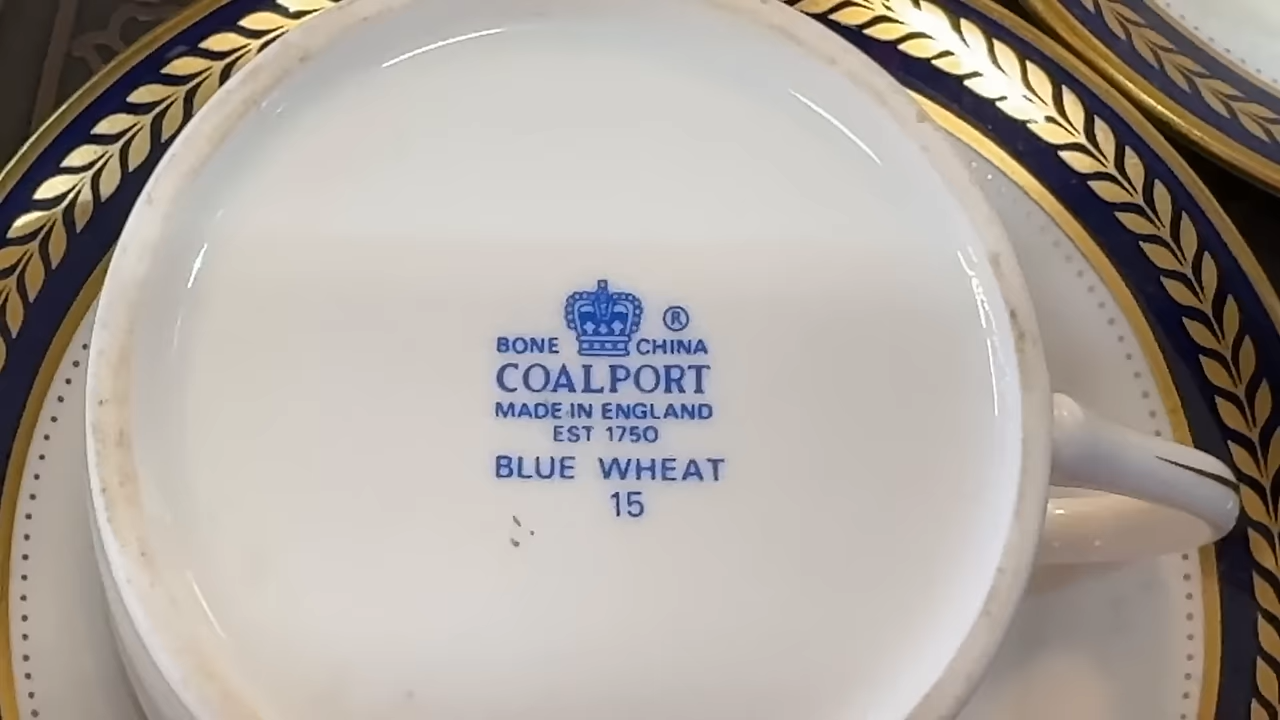 ®
BONE CHINA
COALPORT
MADE IN ENGLAND
EST 1750
BLUE WHEAT
15